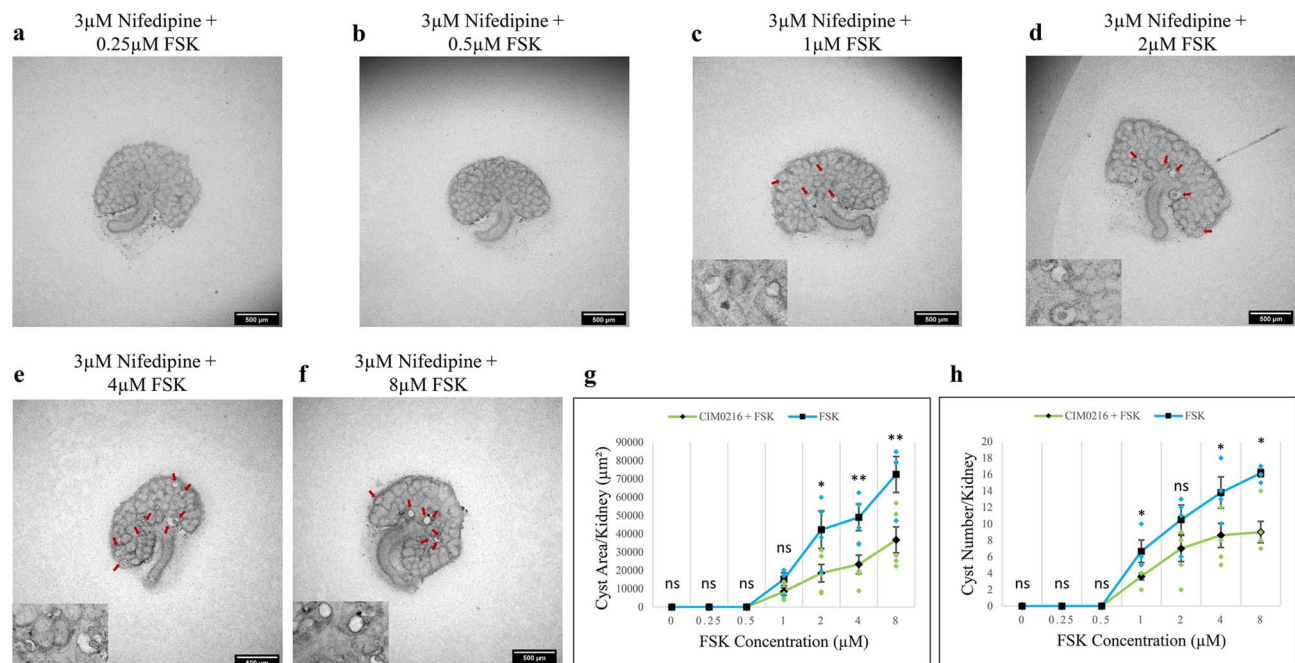 a
3µM Nifedipine +
0.25µM FSK
500 µm
b
3µM Nifedipine +
0.5µM FSK
500 µm
c
3µM Nifedipine +
1µM FSK
500 µm
d
3µM Nifedipine +
2µM FSK
500 µm
e
3µM Nifedipine +
4µM FSK
500 µm
f
3µM Nifedipine +
8µM FSK
500 µm
g
CIM0216 + FSK FSK
Cyst Area/Kidney (µm²)
90000
80000
70000
60000
50000
40000
30000
20000
10000
0
ns ns ns ns * ** **
0 0.25 0.5 1 2 4 8
FSK Concentration (µM)
h
CIM0216 + FSK FSK
Cyst Number/Kidney
20
18
16
14
12
10
8
6
4
2
0
ns ns ns * ns * *
0 0.25 0.5 1 2 4 8
FSK Concentration (µM)